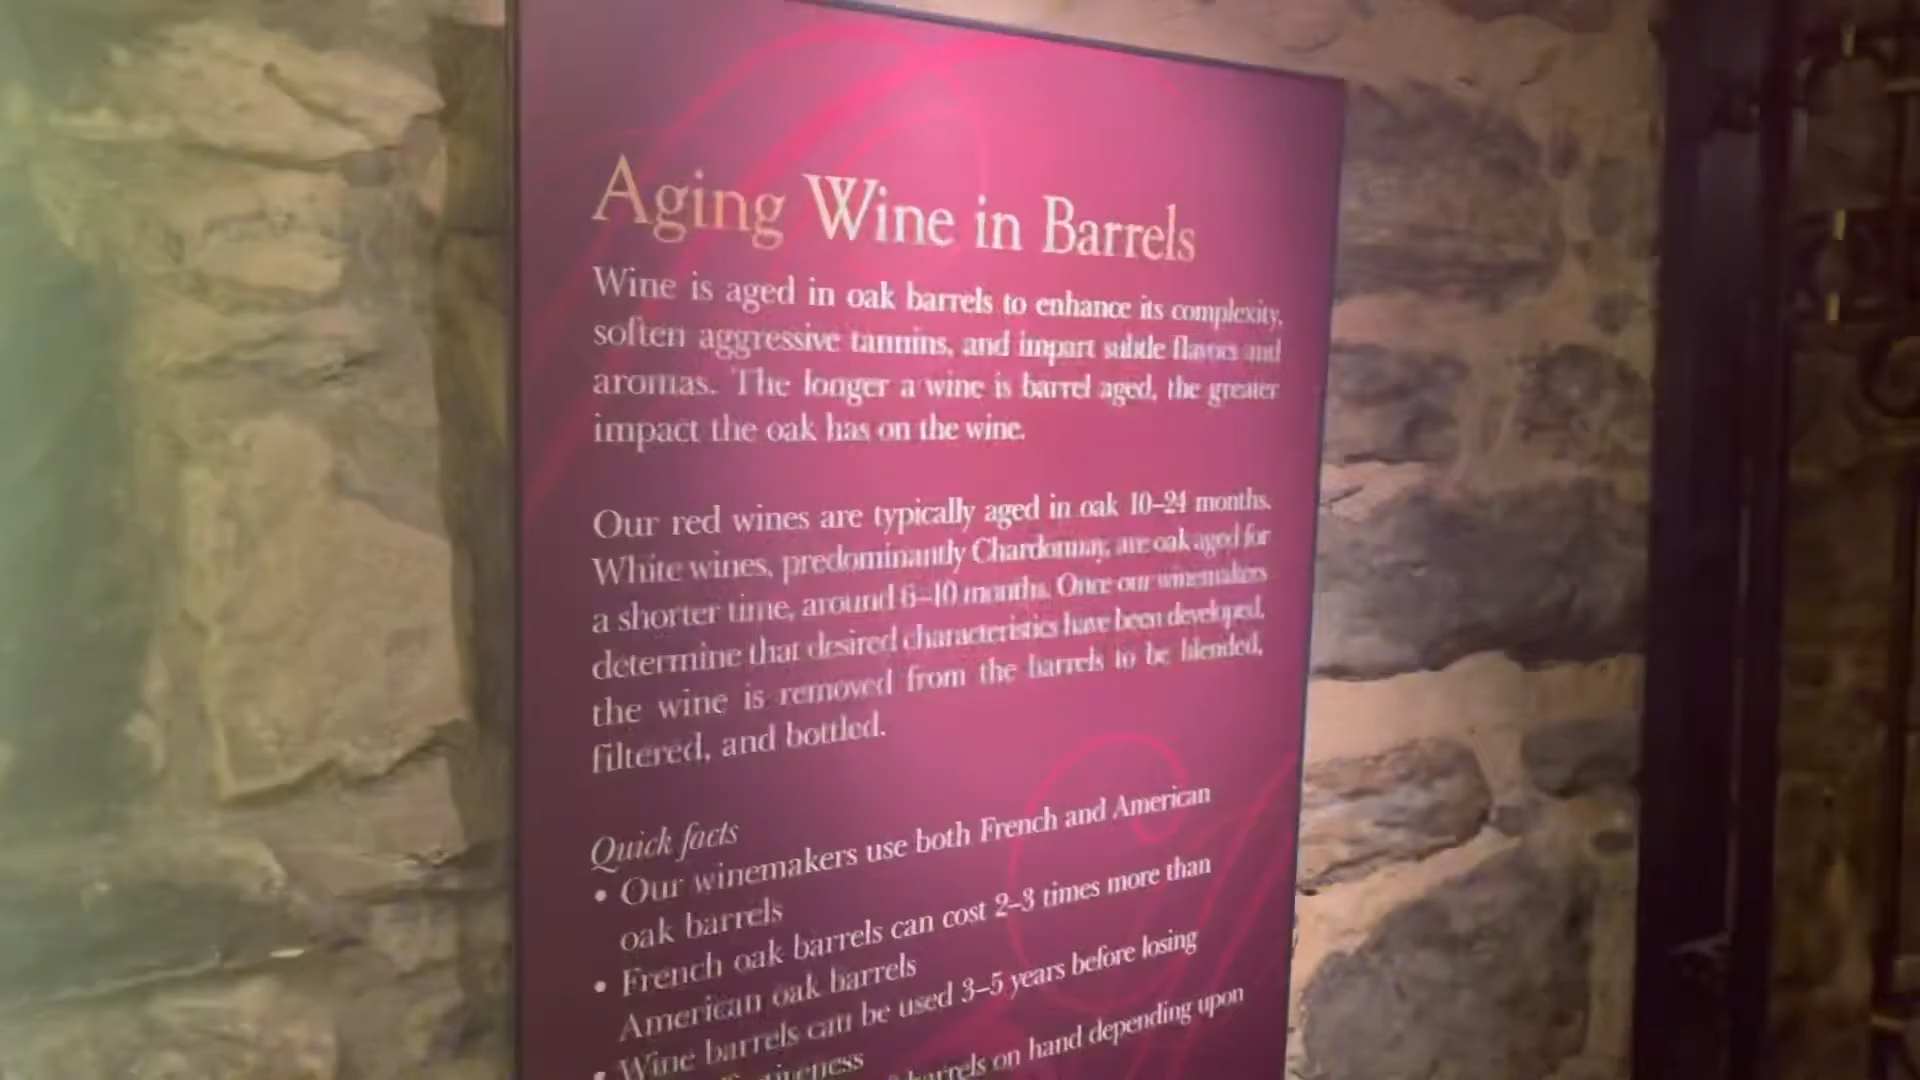 Aging Wine in Barrels
Wine is aged in oak barrels to enhance its complexity,
soften aggressive tannins, and impart subtle flavors and
aromas. The longer a wine is barrel aged, the greater
impact the oak has on the wine.
Our red wines are typically aged in oak 10–24 months.
White wines, predominantly Chardonnay, are oak aged for
a shorter time, around 6–10 months. Once our winemakers
determine that desired characteristics have been developed,
the wine is removed from the barrels to be blended,
filtered, and bottled.
Quick facts
• Our winemakers use both French and American
oak barrels
• French oak barrels can cost 2–3 times more than
American oak barrels
• Wine barrels can be used 3–5 years before losing
barrels on hand depending upon